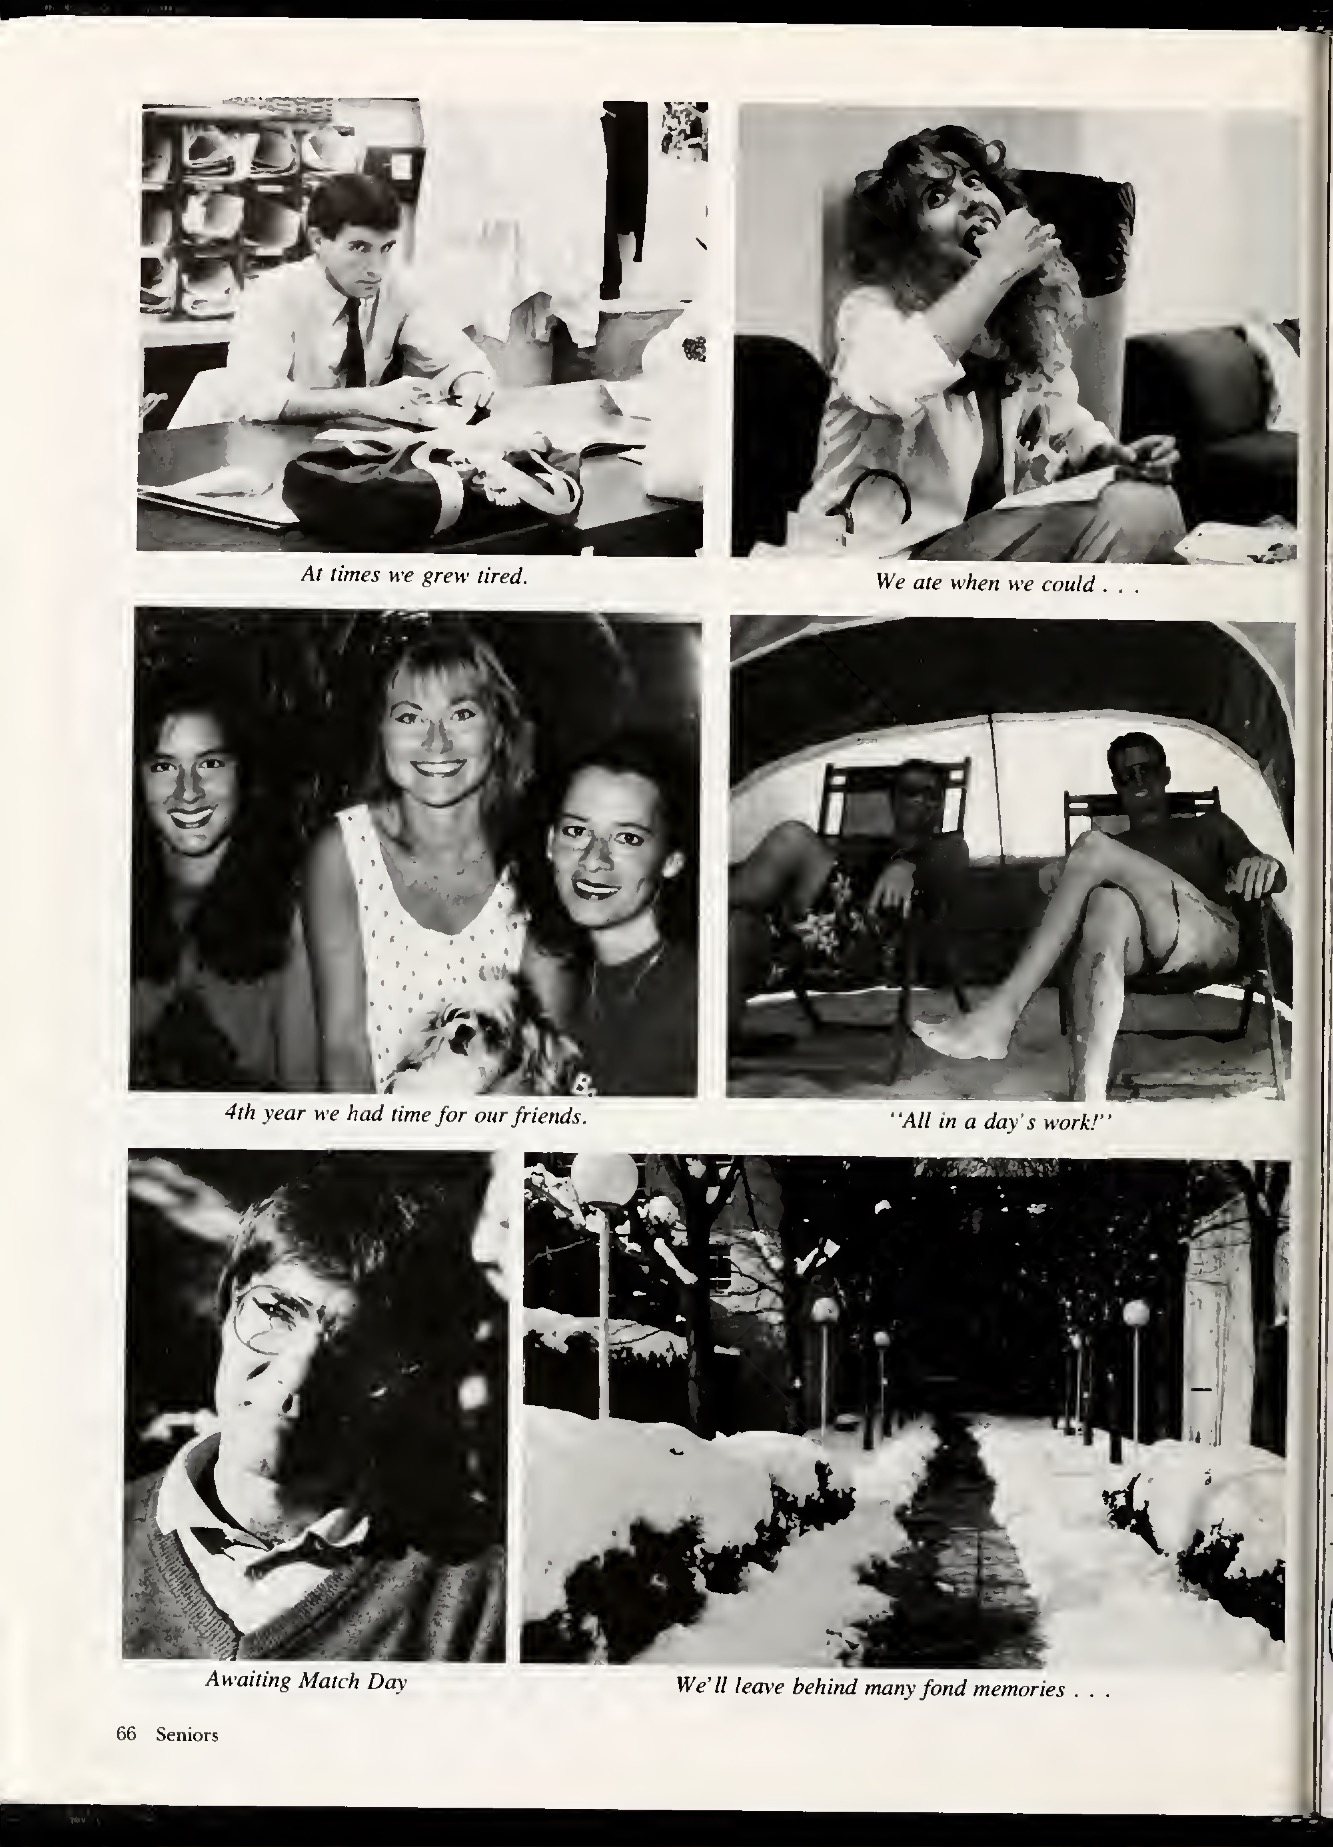 At times we grew tired.
We ate when we could . . .
4th year we had time for our friends.
"All in a day's work!"
Awaiting Match Day
We'll leave behind many fond memories . . .
66 Seniors